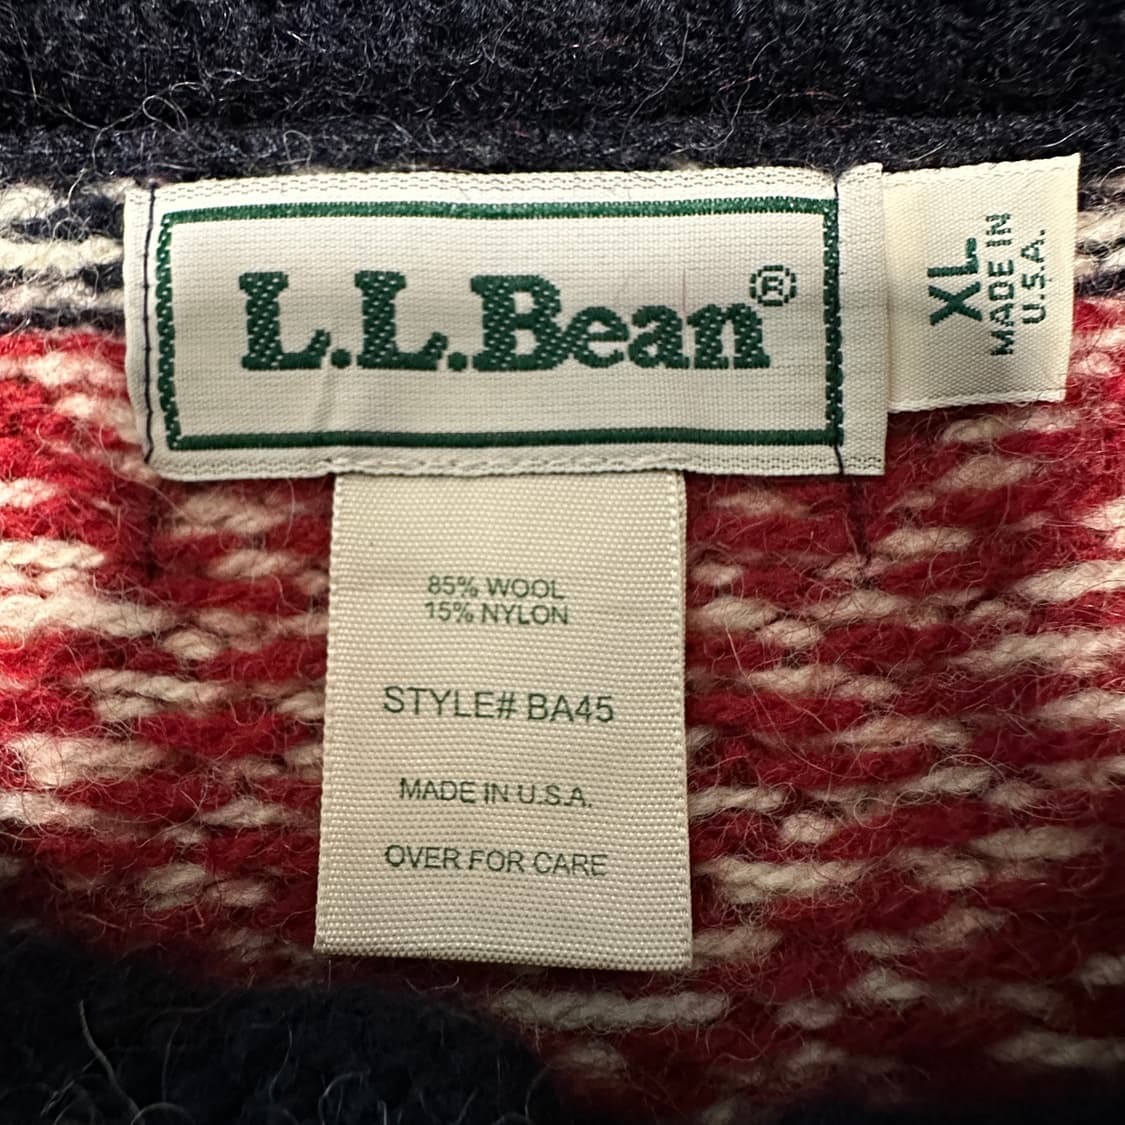 L.L.Bean®
XL
MADE IN
U.S.A.
85% WOOL
15% NYLON
STYLE# BA45
MADE IN U.S.A.
OVER FOR CARE